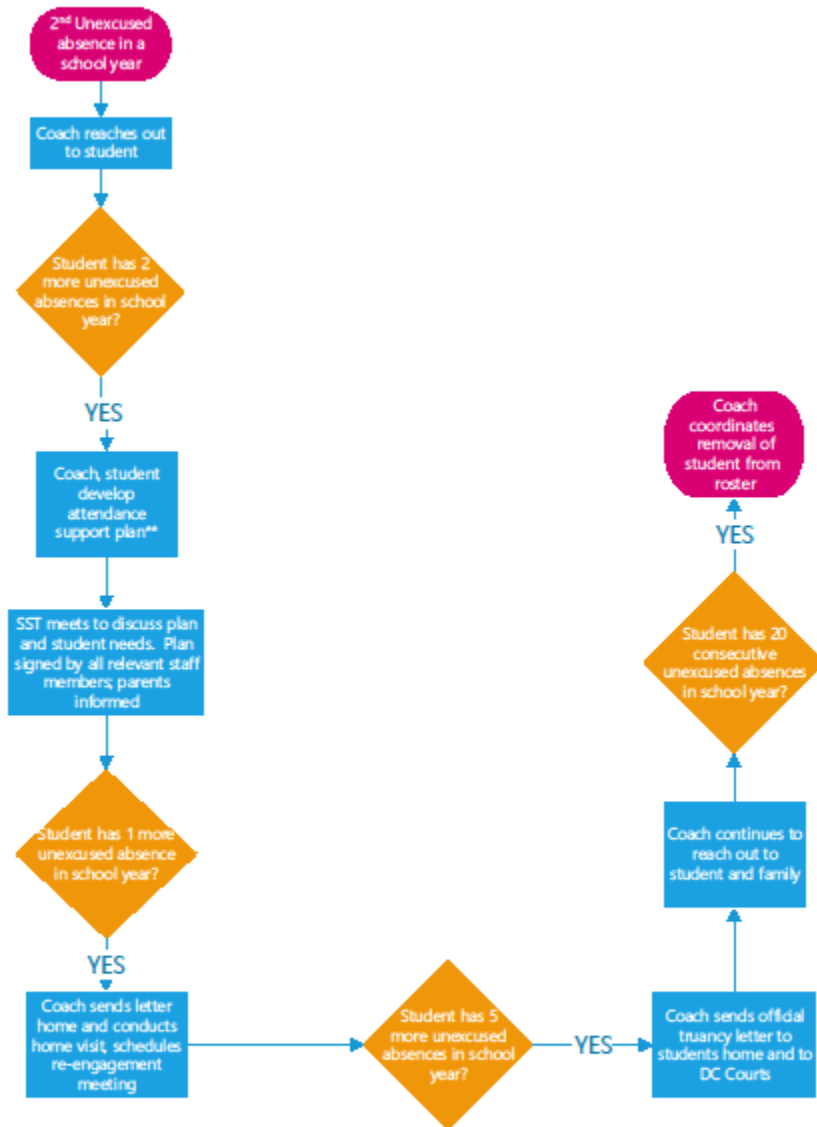 2nd Unexcused
absence in a
school year
Coach reaches out
to student
Student has 2
more unexcused
absences in school
year?
YES
Coach, student
develop
attendance
support plan**
SST meets to discuss plan
and student needs. Plan
signed by all relevant staff
members; parents
informed
Student has 1 more
unexcused absence
in school year?
YES
Coach sends letter
home and conducts
home visit, schedules
re-engagement
meeting
Student has 5
more unexcused
absences in school
year?
YES
Coach sends official
truancy letter to
students home and to
DC Courts
Coach continues to
reach out to
student and family
Student has 20
consecutive
unexcused absences
in school year?
YES
Coach
coordinates
removal of
student from
roster